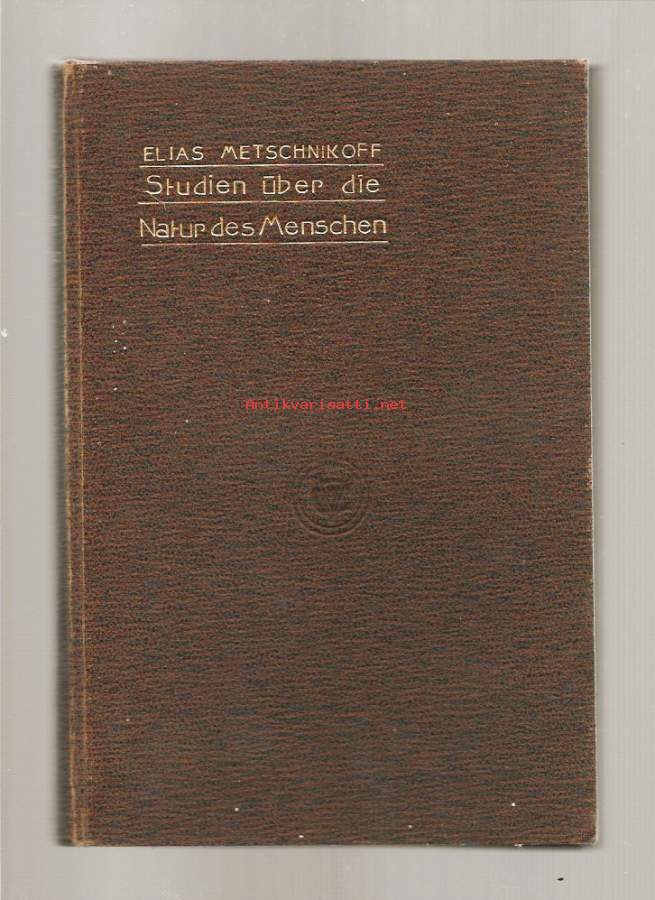 ELIAS METSCHNIKOFF
Studien über die
Natur des Menschen
Antikvariaatti.net